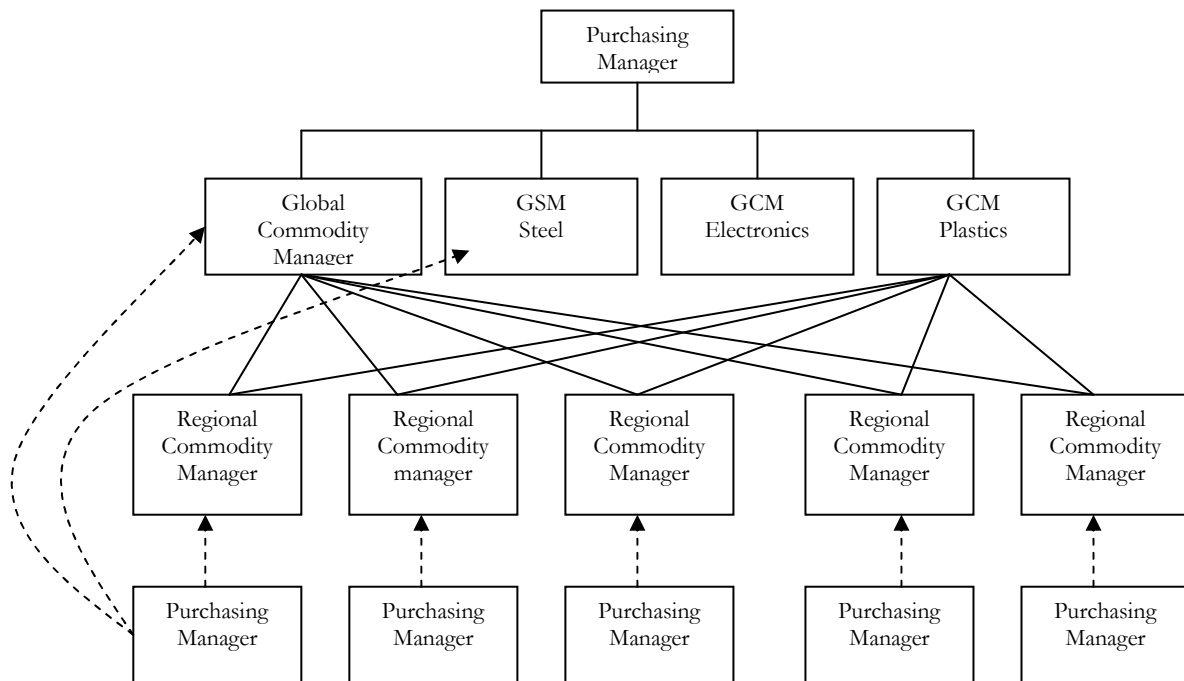 Purchasing
Manager
Global
Commodity
Manager
GSM
Steel
GCM
Electronics
GCM
Plastics
Regional
Commodity
Manager
Regional
Commodity
manager
Regional
Commodity
Manager
Regional
Commodity
Manager
Regional
Commodity
Manager
Purchasing
Manager
Purchasing
Manager
Purchasing
Manager
Purchasing
Manager
Purchasing
Manager